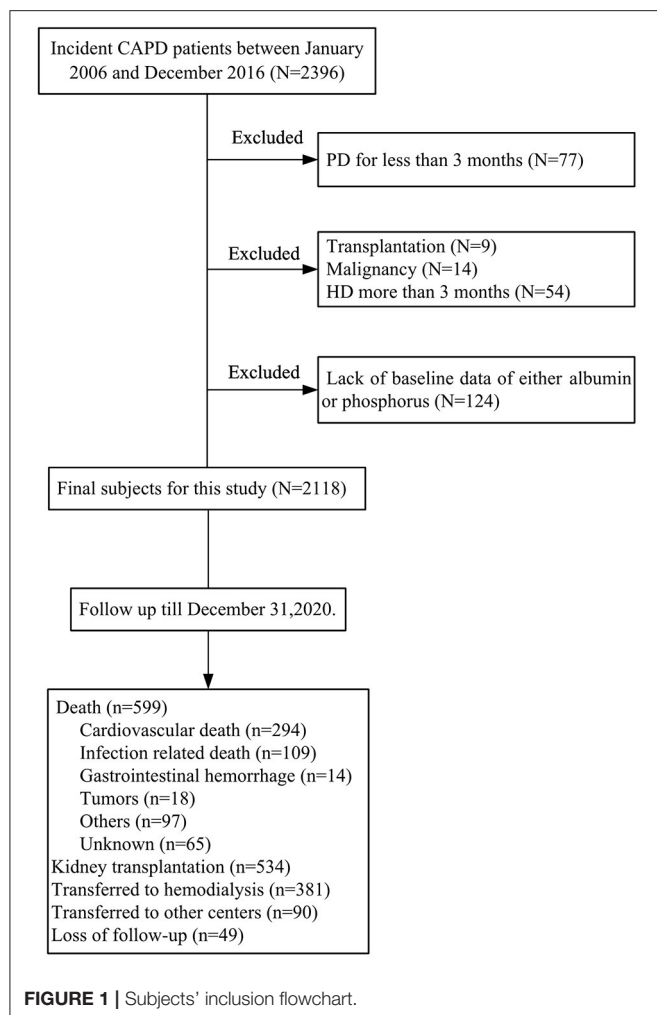 Incident CAPD patients between January
2006 and December 2016 (N=2396)
Excluded
PD for less than 3 months (N=77)
Excluded
Transplantation (N=9)
Malignancy (N=14)
HD more than 3 months (N=54)
Excluded
Lack of baseline data of either albumin
or phosphorus (N=124)
Final subjects for this study (N=2118)
Follow up till December 31,2020.
Death (n=599)
Cardiovascular death (n=294)
Infection related death (n=109)
Gastrointestinal hemorrhage (n=14)
Tumors (n=18)
Others (n=97)
Unknown (n=65)
Kidney transplantation (n=534)
Transferred to hemodialysis (n=381)
Transferred to other centers (n=90)
Loss of follow-up (n=49)
FIGURE 1 | Subjects' inclusion flowchart.